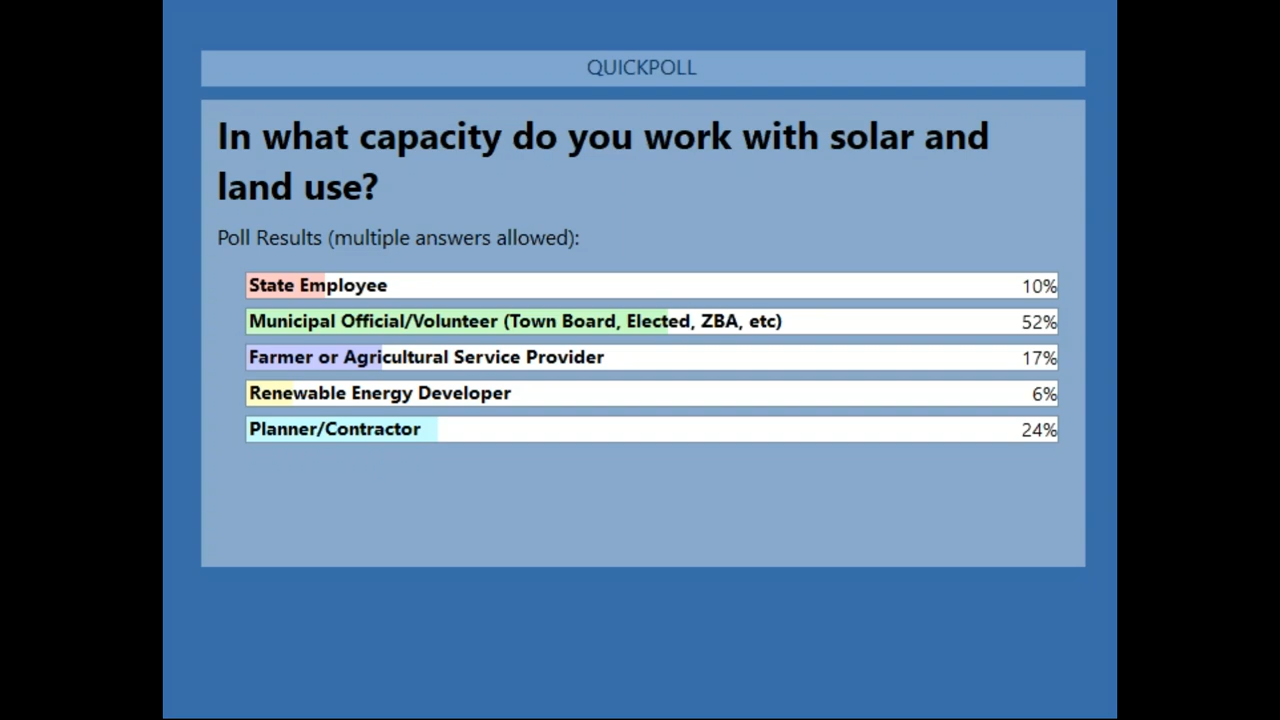 QUICKPOLL
In what capacity do you work with solar and
land use?
Poll Results (multiple answers allowed):
State Employee 10%
Municipal Official/Volunteer (Town Board, Elected, ZBA, etc) 52%
Farmer or Agricultural Service Provider 17%
Renewable Energy Developer 6%
Planner/Contractor 24%